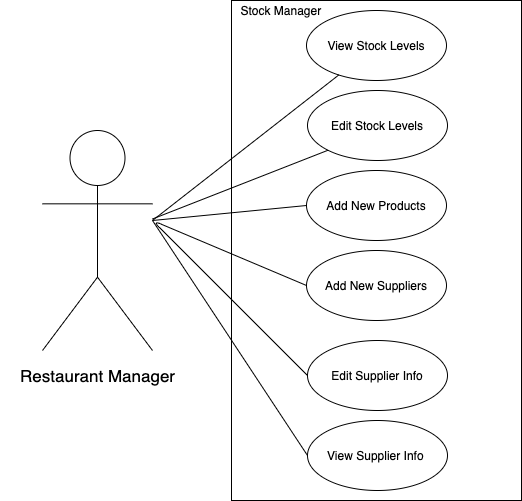 Stock Manager
View Stock Levels
Edit Stock Levels
Add New Products
Add New Suppliers
Edit Supplier Info
View Supplier Info
Restaurant Manager